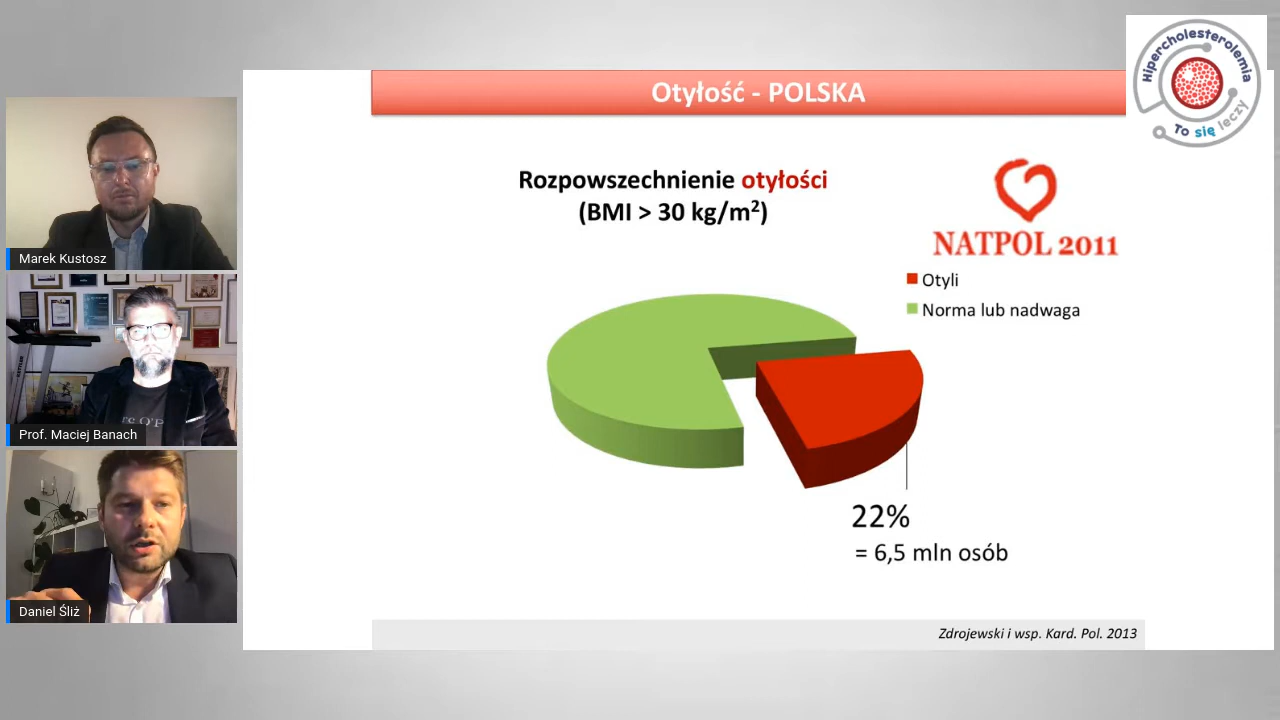 Otyłość - POLSKA
Hipercholesterolemia
To się leczy
Rozpowszechnienie otyłości
(BMI > 30 kg/m²)
NATPOL 2011
Otyli
Norma lub nadwaga
22%
= 6,5 mln osób
Zdrojewski i wsp. Kard. Pol. 2013
Marek Kustosz
Prof. Maciej Banach
Daniel Śliż